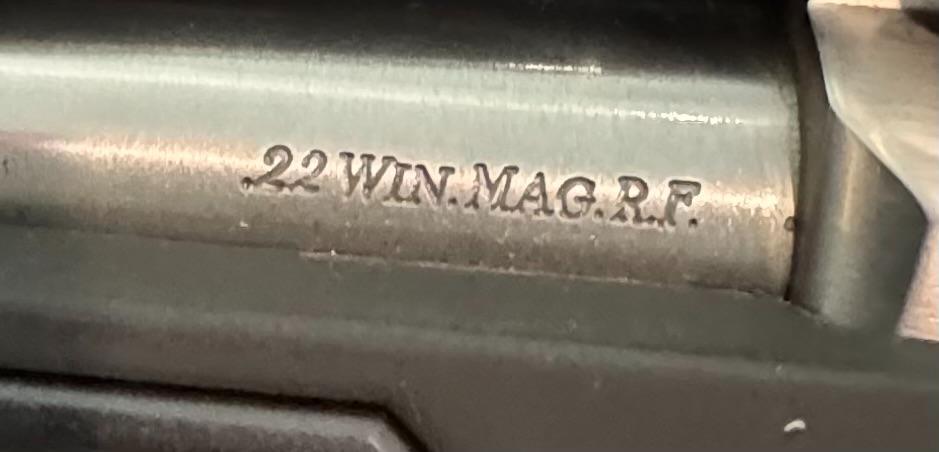 .22 WIN. MAG. R.F.